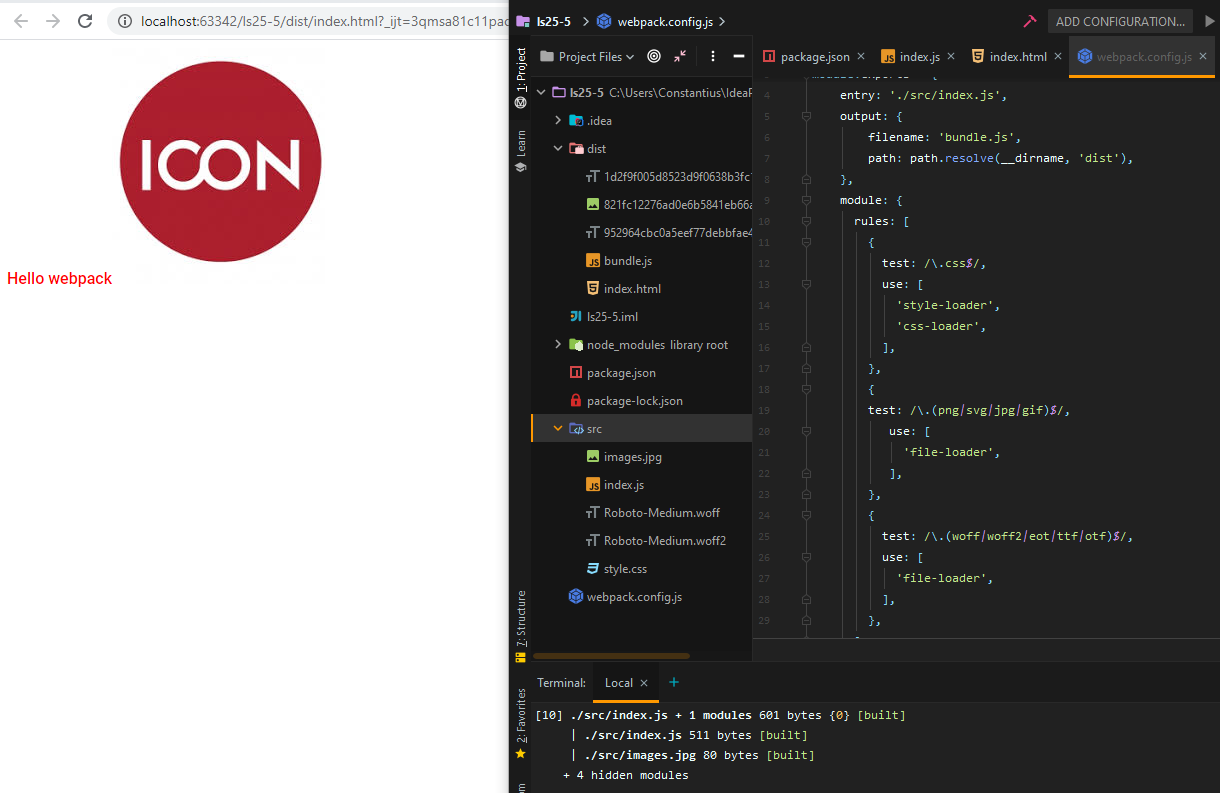 localhost:63342/ls25-5/dist/index.html?_ijt=3qmsa81c11pad
ICON
Hello webpack
ls25-5 webpack.config.js
ADD CONFIGURATION...
1: Project
Learn
7: Structure
2: Favorites
Project Files
package.json
index.js
index.html
webpack.config.js
ls25-5 C:\Users\Constantius\IdeaP
.idea
dist
1d2f9f005d8523d9f0638b3fc
821fc12276ad0e6b5841eb66a
952964cbc0a5eef77debbfae4
bundle.js
index.html
ls25-5.iml
node_modules library root
package.json
package-lock.json
src
images.jpg
index.js
Roboto-Medium.woff
Roboto-Medium.woff2
style.css
webpack.config.js
4 entry: './src/index.js',
5 output: {
6 filename: 'bundle.js',
7 path: path.resolve(__dirname, 'dist'),
8 },
9 module: {
10 rules: [
11 {
12 test: /\.css$/,
13 use: [
14 'style-loader',
15 'css-loader',
16 ],
17 },
18 {
19 test: /\.(png|svg|jpg|gif)$/,
20 use: [
21 'file-loader',
22 ],
23 },
24 {
25 test: /\.(woff|woff2|eot|ttf|otf)$/,
26 use: [
27 'file-loader',
28 ],
29 },
Terminal: Local
[10] ./src/index.js + 1 modules 601 bytes {0} [built]
| ./src/index.js 511 bytes [built]
| ./src/images.jpg 80 bytes [built]
+ 4 hidden modules